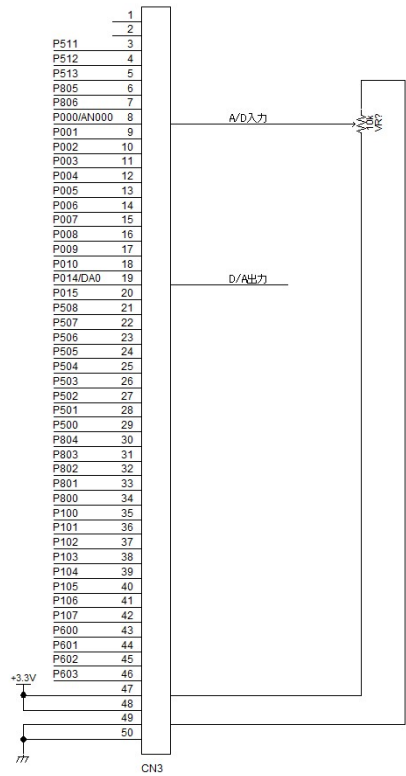 1
2
P511 3
P512 4
P513 5
P805 6
P806 7
P000/AN000 8 A/D入力 10k VR?
P001 9
P002 10
P003 11
P004 12
P005 13
P006 14
P007 15
P008 16
P009 17
P010 18
P014/DA0 19 D/A出力
P015 20
P508 21
P507 22
P506 23
P505 24
P504 25
P503 26
P502 27
P501 28
P500 29
P804 30
P803 31
P802 32
P801 33
P800 34
P100 35
P101 36
P102 37
P103 38
P104 39
P105 40
P106 41
P107 42
P600 43
P601 44
P602 45
P603 46
+3.3V
47
48
49
50
CN3